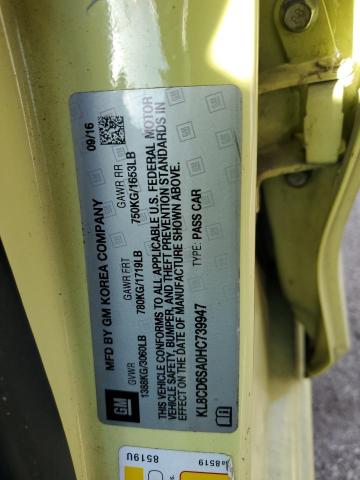 MFD BY GM KOREA COMPANY 09/16
GVWR GAWR FRT GAWR RR
1388KG/3060LB 780KG/1719LB 750KG/1653LB
THIS VEHICLE CONFORMS TO ALL APPLICABLE U.S. FEDERAL MOTOR
VEHICLE SAFETY, BUMPER, AND THEFT PREVENTION STANDARDS IN
EFFECT ON THE DATE OF MANUFACTURE SHOWN ABOVE.
KL8CD6SA0HC739947 TYPE: PASS CAR
GM
8519U
a8519